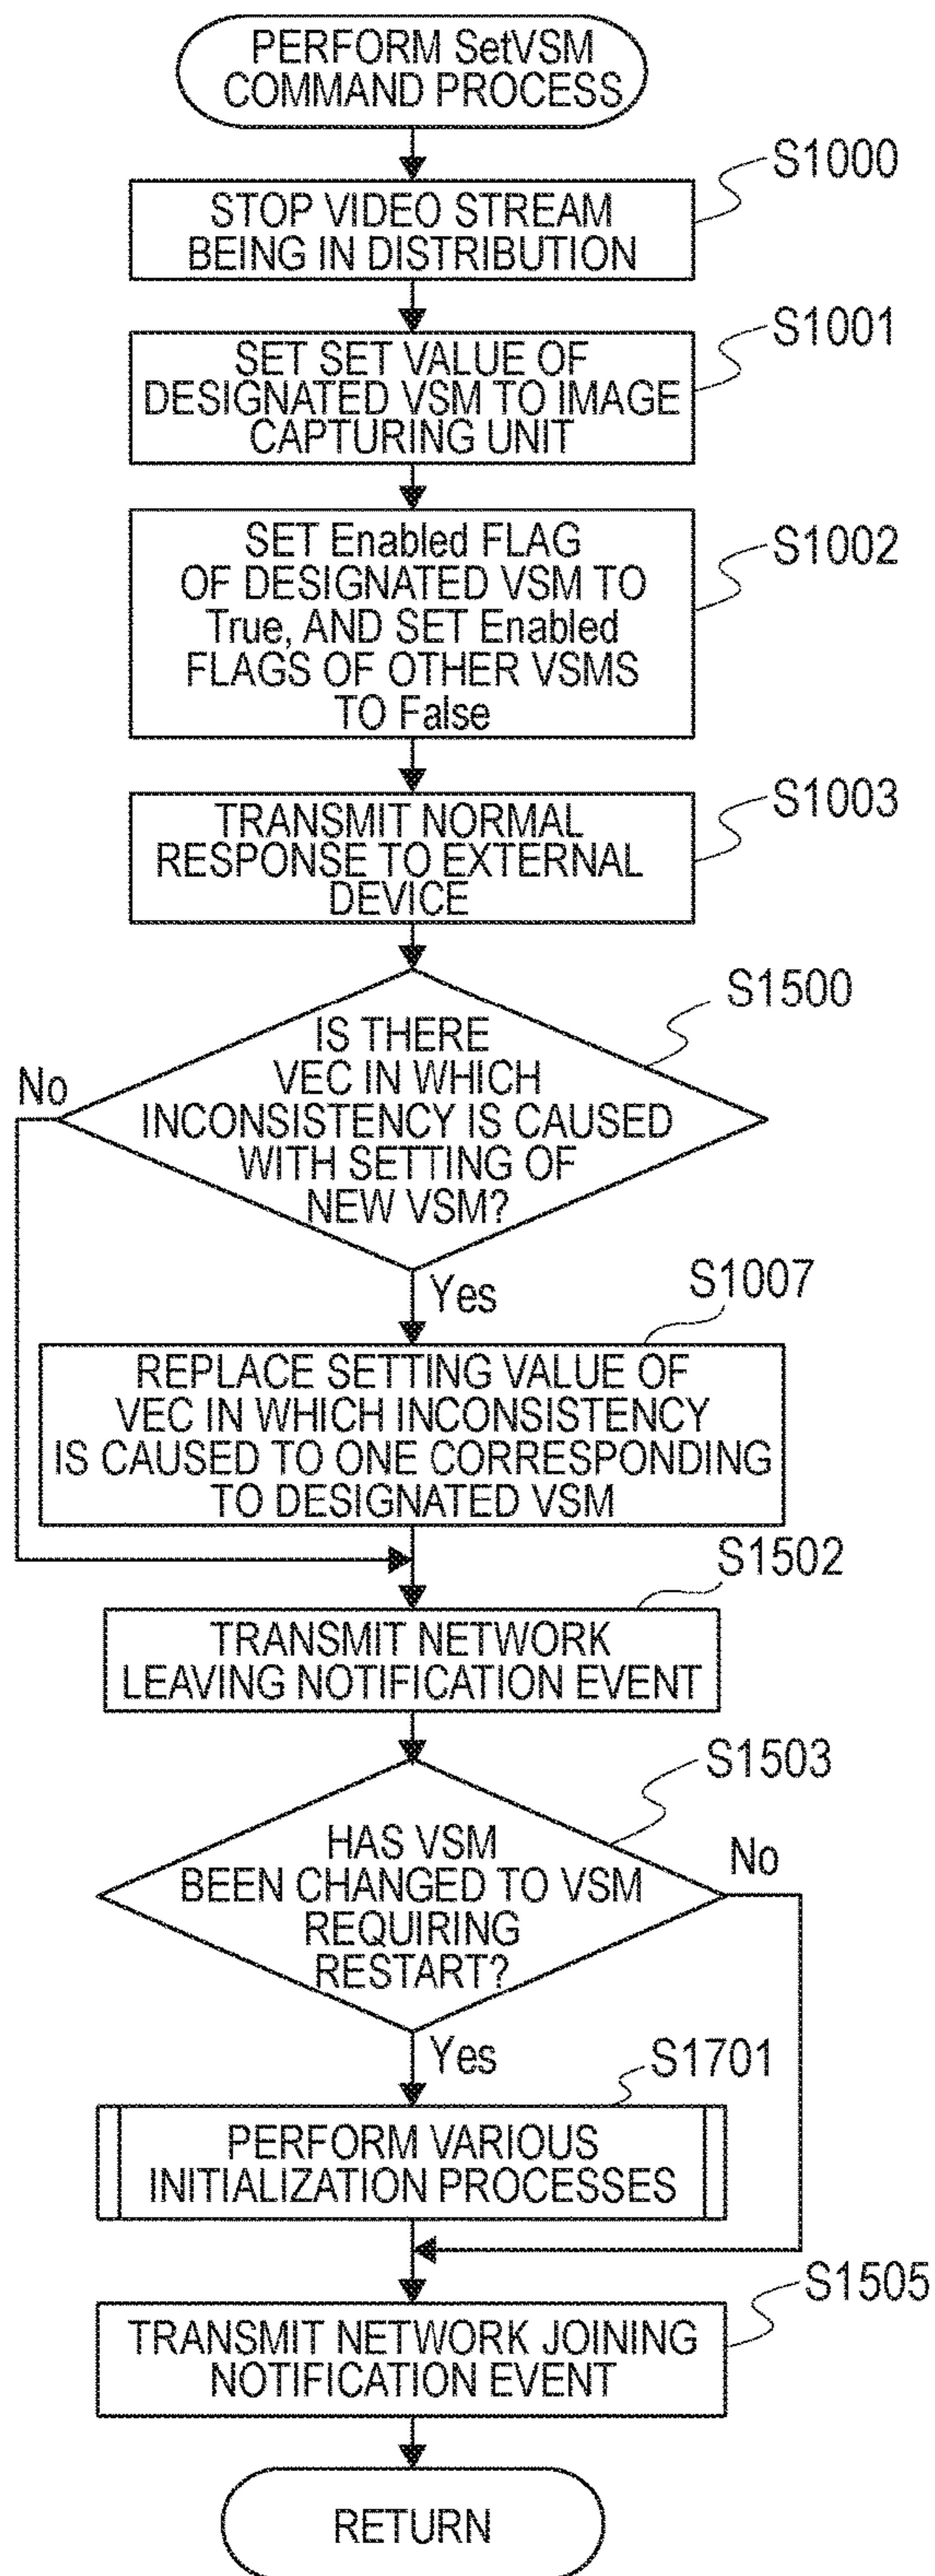 PERFORM SetVSM
COMMAND PROCESS
S1000
STOP VIDEO STREAM
BEING IN DISTRIBUTION
S1001
SET SET VALUE OF
DESIGNATED VSM TO IMAGE
CAPTURING UNIT
S1002
SET Enabled FLAG
OF DESIGNATED VSM TO
True, AND SET Enabled
FLAGS OF OTHER VSMS
TO False
S1003
TRANSMIT NORMAL
RESPONSE TO EXTERNAL
DEVICE
S1500
IS THERE
VEC IN WHICH
INCONSISTENCY IS CAUSED
WITH SETTING OF
NEW VSM?
No
Yes
S1007
REPLACE SETTING VALUE OF
VEC IN WHICH INCONSISTENCY
IS CAUSED TO ONE CORRESPONDING
TO DESIGNATED VSM
S1502
TRANSMIT NETWORK
LEAVING NOTIFICATION EVENT
S1503
HAS VSM
BEEN CHANGED TO VSM
REQUIRING
RESTART?
No
Yes
S1701
PERFORM VARIOUS
INITIALIZATION PROCESSES
S1505
TRANSMIT NETWORK JOINING
NOTIFICATION EVENT
RETURN